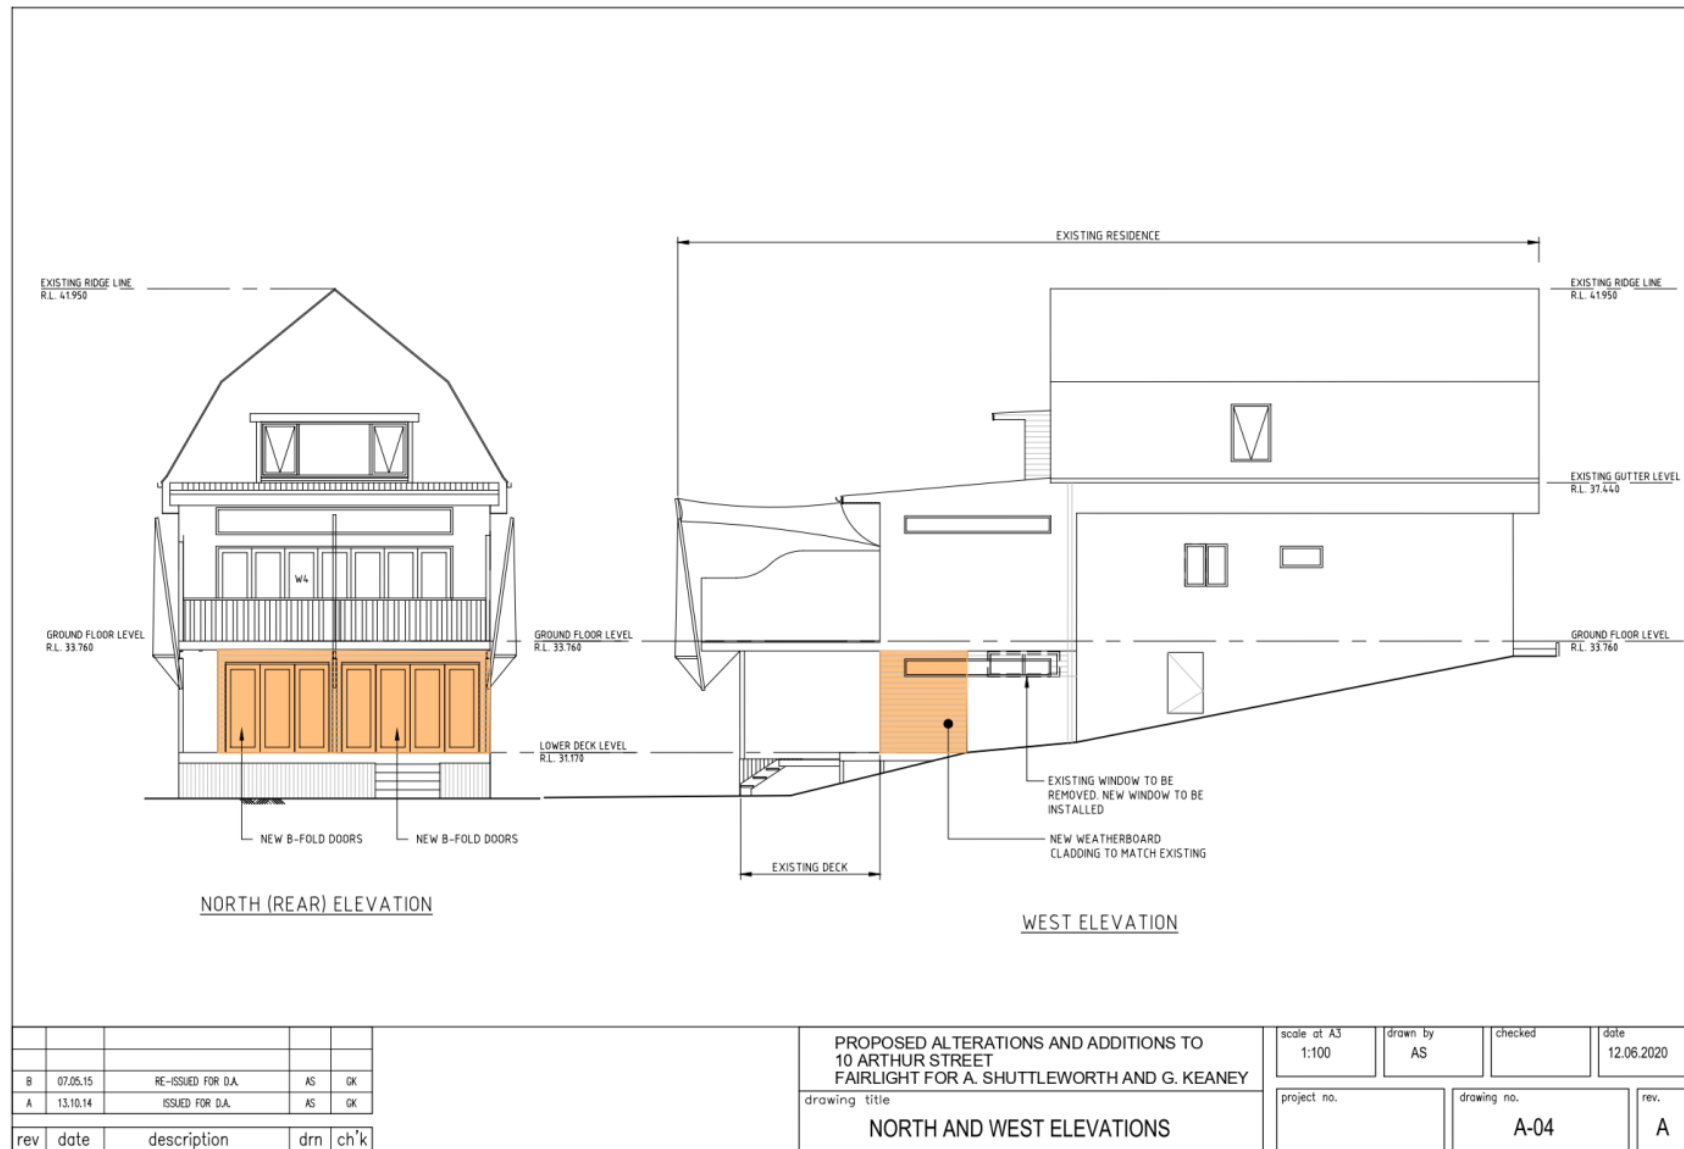 EXISTING RESIDENCE
EXISTING RIDGE LINE
R.L. 41.950
EXISTING RIDGE LINE
R.L. 41.950
EXISTING GUTTER LEVEL
R.L. 37.440
W4
GROUND FLOOR LEVEL
R.L. 33.760
GROUND FLOOR LEVEL
R.L. 33.760
GROUND FLOOR LEVEL
R.L. 33.760
LOWER DECK LEVEL
R.L. 31.170
EXISTING WINDOW TO BE
REMOVED. NEW WINDOW TO BE
INSTALLED
NEW B-FOLD DOORS
NEW B-FOLD DOORS
NEW WEATHERBOARD
CLADDING TO MATCH EXISTING
EXISTING DECK
NORTH (REAR) ELEVATION
WEST ELEVATION
B 07.05.15 RE-ISSUED FOR D.A. AS GK
A 13.10.14 ISSUED FOR D.A. AS GK
rev date description drn ch'k
PROPOSED ALTERATIONS AND ADDITIONS TO
10 ARTHUR STREET
FAIRLIGHT FOR A. SHUTTLEWORTH AND G. KEANEY
drawing title
NORTH AND WEST ELEVATIONS
scale at A3
1:100
drawn by
AS
checked
date
12.06.2020
project no.
drawing no.
A-04
rev.
A